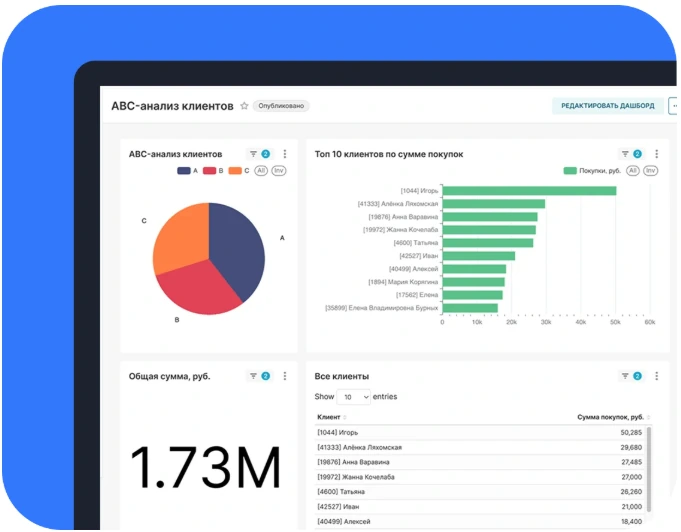 АВС-анализ клиентов ☆ Опубликовано
РЕДАКТИРОВАТЬ ДАШБОРД
АВС-анализ клиентов 2
A B C All Inv
C
A
B
Топ 10 клиентов по сумме покупок 2
Покупки, руб. All Inv
[1044] Игорь
[41333] Алёнка Ляхомская
[19876] Анна Варавина
[19972] Жанна Кочелаба
[4600] Татьяна
[42527] Иван
[40499] Алексей
[1894] Мария Корягина
[17562] Елена
[35899] Елена Владимировна Бурных
0 10k 20k 30k 40k 50k 60k
Общая сумма, руб. 2
1.73M
Все клиенты 2
Show 10 entries
Клиент Сумма покупок, руб.
[1044] Игорь 50,285
[41333] Алёнка Ляхомская 29,680
[19876] Анна Варавина 27,485
[19972] Жанна Кочелаба 27,000
[4600] Татьяна 26,260
[42527] Иван 21,000
[40499] Алексей 18,400